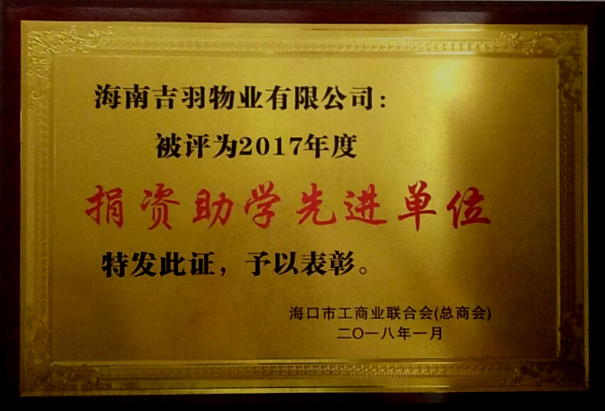 海南吉羽物业有限公司：
被评为2017年度
捐资助学先进单位
特发此证，予以表彰。
海口市工商业联合会(总商会)
二〇一八年一月